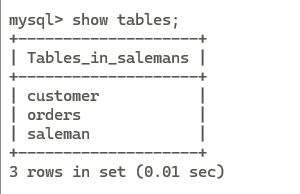 mysql> show tables;
+--------------------+
| Tables_in_salemans |
+--------------------+
| customer           |
| orders             |
| saleman            |
+--------------------+
3 rows in set (0.01 sec)